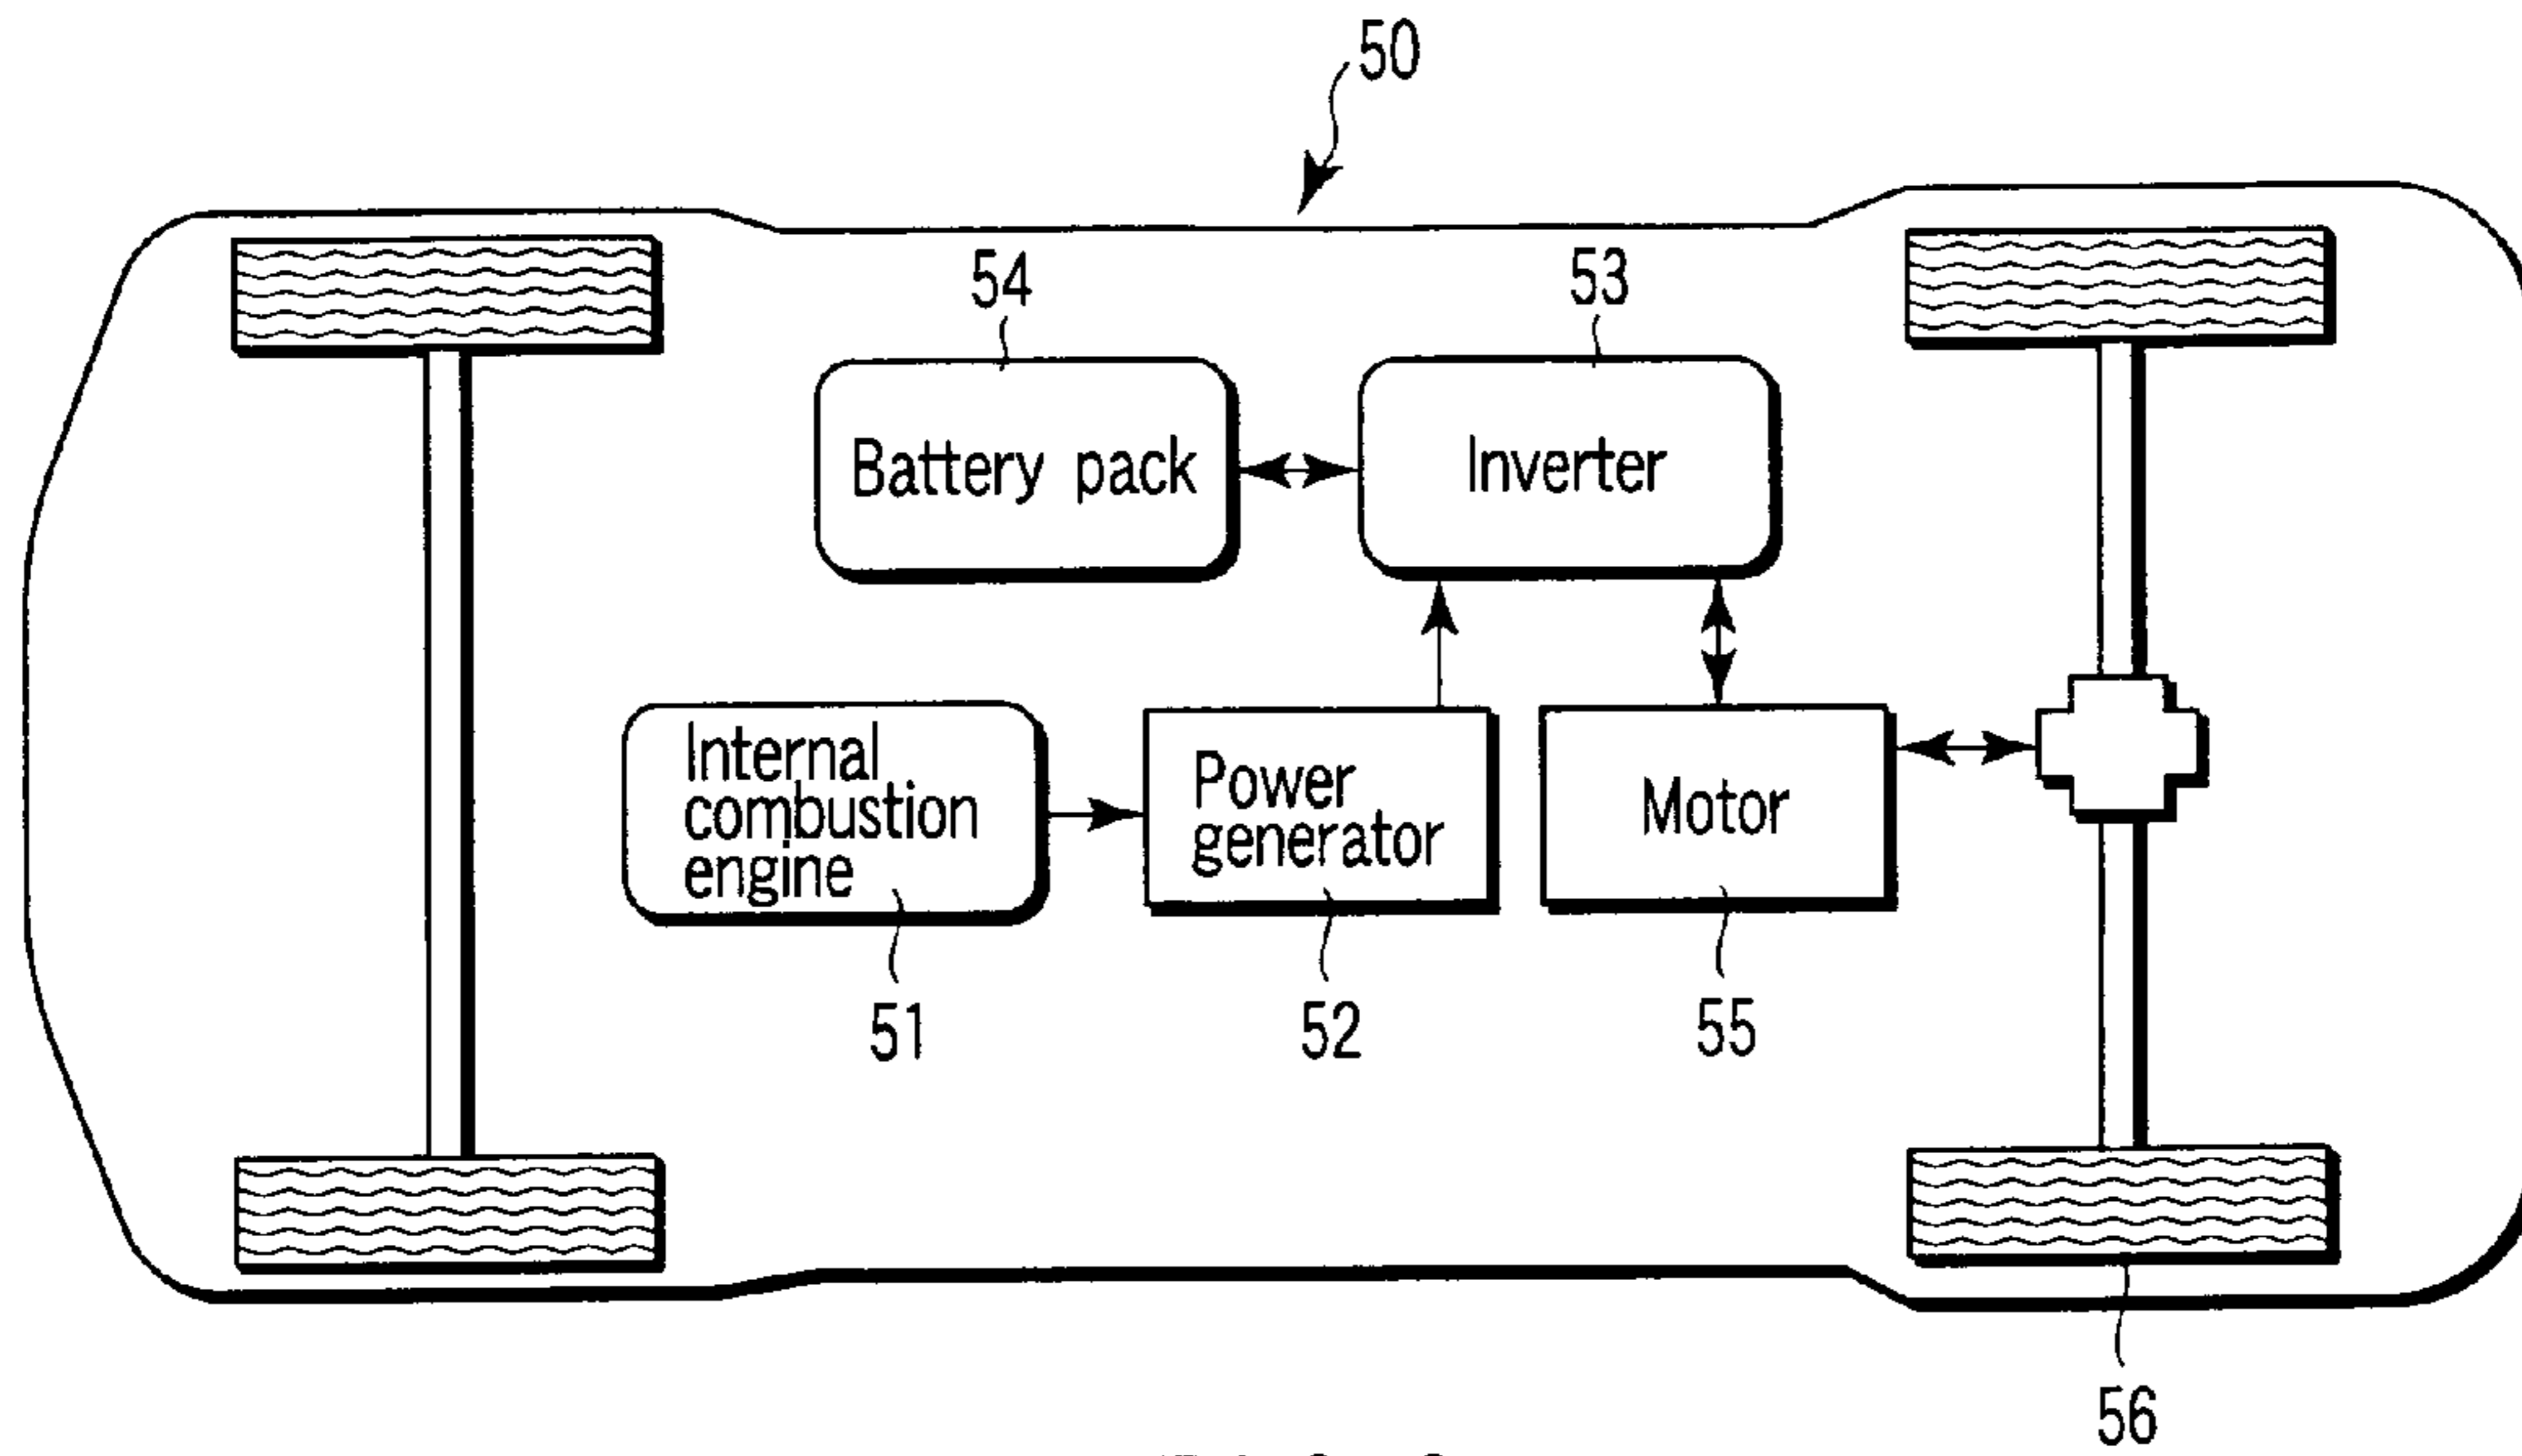 50
54
53
Battery pack
Inverter
Internal
combustion
engine
Power
generator
Motor
51
52
55
56